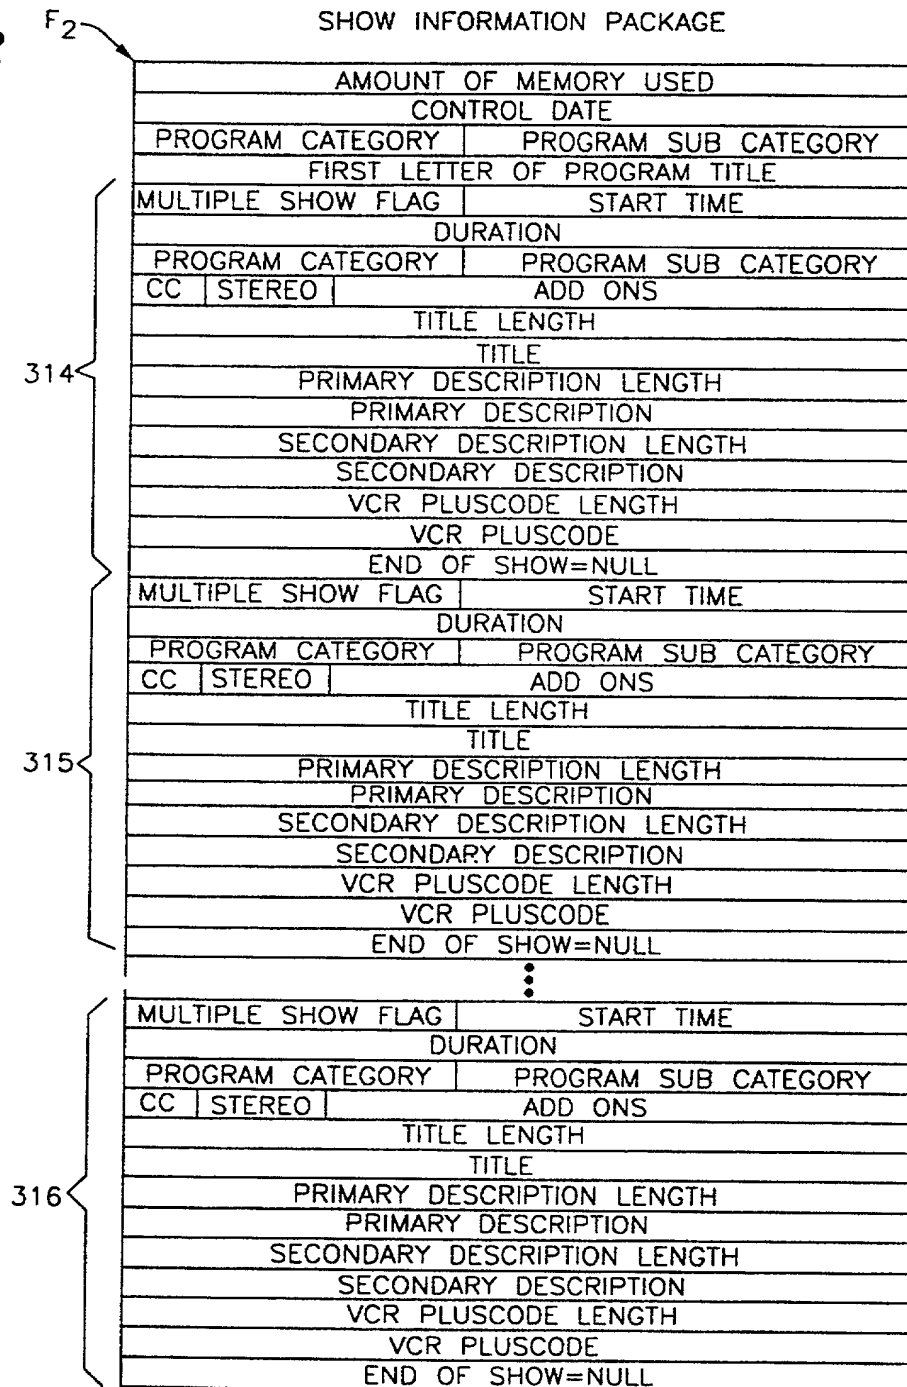 F2
SHOW INFORMATION PACKAGE
AMOUNT OF MEMORY USED
CONTROL DATE
PROGRAM CATEGORY PROGRAM SUB CATEGORY
FIRST LETTER OF PROGRAM TITLE
MULTIPLE SHOW FLAG START TIME
DURATION
PROGRAM CATEGORY PROGRAM SUB CATEGORY
CC STEREO ADD ONS
TITLE LENGTH
TITLE
314
PRIMARY DESCRIPTION LENGTH
PRIMARY DESCRIPTION
SECONDARY DESCRIPTION LENGTH
SECONDARY DESCRIPTION
VCR PLUSCODE LENGTH
VCR PLUSCODE
END OF SHOW=NULL
MULTIPLE SHOW FLAG START TIME
DURATION
PROGRAM CATEGORY PROGRAM SUB CATEGORY
CC STEREO ADD ONS
TITLE LENGTH
TITLE
315
PRIMARY DESCRIPTION LENGTH
PRIMARY DESCRIPTION
SECONDARY DESCRIPTION LENGTH
SECONDARY DESCRIPTION
VCR PLUSCODE LENGTH
VCR PLUSCODE
END OF SHOW=NULL
MULTIPLE SHOW FLAG START TIME
DURATION
PROGRAM CATEGORY PROGRAM SUB CATEGORY
CC STEREO ADD ONS
TITLE LENGTH
TITLE
316
PRIMARY DESCRIPTION LENGTH
PRIMARY DESCRIPTION
SECONDARY DESCRIPTION LENGTH
SECONDARY DESCRIPTION
VCR PLUSCODE LENGTH
VCR PLUSCODE
END OF SHOW=NULL